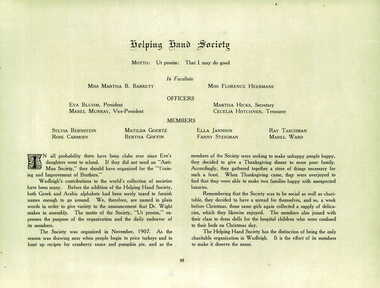 Helping Hand Society
MOTTO: Ut prosim: That I may do good
In Facultate
MISS MARTHA B. BARRETT MISS FLORENCE HEERMANS
OFFICERS
EVA BLUHM, President MARTHA HICKS, Secretary
MABEL MURRAY, Vice-President CECELIA HOTCHNER, Treasurer
MEMBERS
SYLVIA BERNSTEIN MATILDA GOERTZ ELLA JANNSEN RAY TARCHMAN
ROSE CARMODY BERTHA GRIFFIN FANNY STEDMAN MABEL WARD
IN all probability there have been clubs ever since Eve's
daughters went to school. If they did not need an "Anti-
Man Society," they should have organized for the "Train-
ing and Improvement of Brothers."
Wadleigh's contributions to the world's collection of societies
have been many. Before the addition of the Helping Hand Society,
both Greek and Arabic alphabets had been sorely taxed to furnish
names enough to go around. We, therefore, are named in plain
words in order to give variety to the announcement that Dr. Wight
makes in assembly. The motto of the Society, "Ut prosim," ex-
presses the purpose of the organization and the daily endeavor of
its members.
The Society was organized in November, 1907. As the
season was drawing near when people begin to price turkeys and to
hunt up recipes for cranberry sauce and pumpkin pie, and as the
members of the Society were seeking to make unhappy people happy,
they decided to give a Thanksgiving dinner to some poor family.
Accordingly, they gathered together a store of things necessary for
such a feast. When Thanksgiving came, they were overjoyed to
find that they were able to make two families happy with unexpected
luxuries.
Remembering that the Society was to be social as well as chari-
table, they decided to have a spread for themselves, and so, a week
before Christmas, these same girls again collected a supply of delica-
cies, which they likewise enjoyed. The members also joined with
their class to dress dolls for the hospital children who were confined
to their beds on Christmas day.
The Helping Hand Society has the distinction of being the only
charitable organization in Wadleigh. It is the effort of its members
to make it deserve the name.